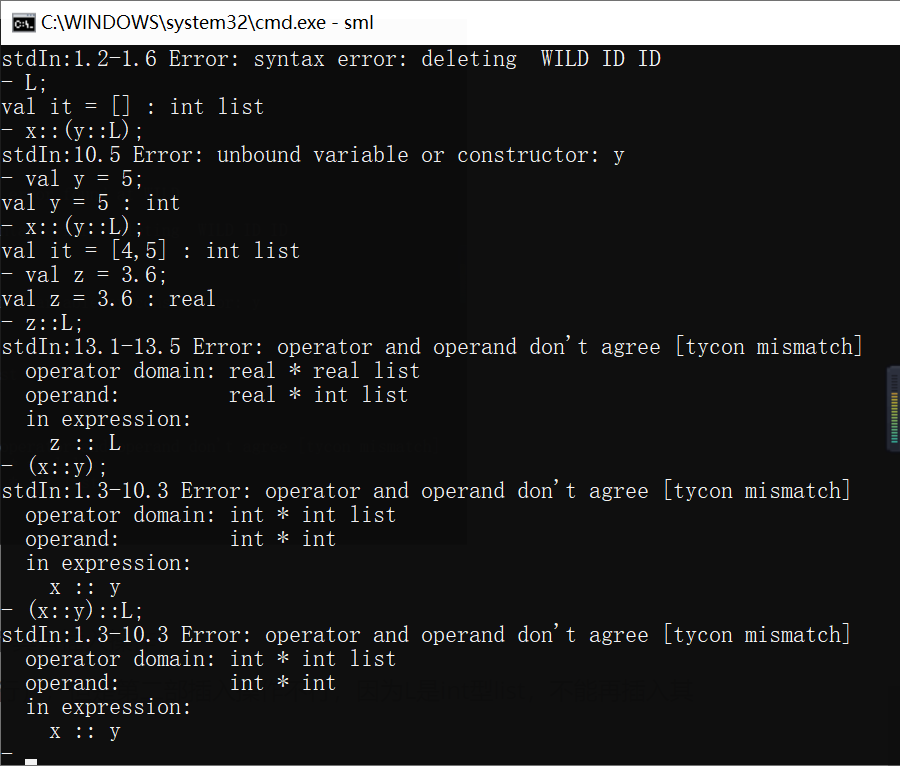 C:\WINDOWS\system32\cmd.exe - sml
stdIn:1.2-1.6 Error: syntax error: deleting  WILD ID ID
- L;
val it = [] : int list
- x::(y::L);
stdIn:10.5 Error: unbound variable or constructor: y
- val y = 5;
val y = 5 : int
- x::(y::L);
val it = [4,5] : int list
- val z = 3.6;
val z = 3.6 : real
- z::L;
stdIn:13.1-13.5 Error: operator and operand don't agree [tycon mismatch]
  operator domain: real * real list
  operand:         real * int list
  in expression:
    z :: L
- (x::y);
stdIn:1.3-10.3 Error: operator and operand don't agree [tycon mismatch]
  operator domain: int * int list
  operand:         int * int
  in expression:
    x :: y
- (x::y)::L;
stdIn:1.3-10.3 Error: operator and operand don't agree [tycon mismatch]
  operator domain: int * int list
  operand:         int * int
  in expression:
    x :: y
-